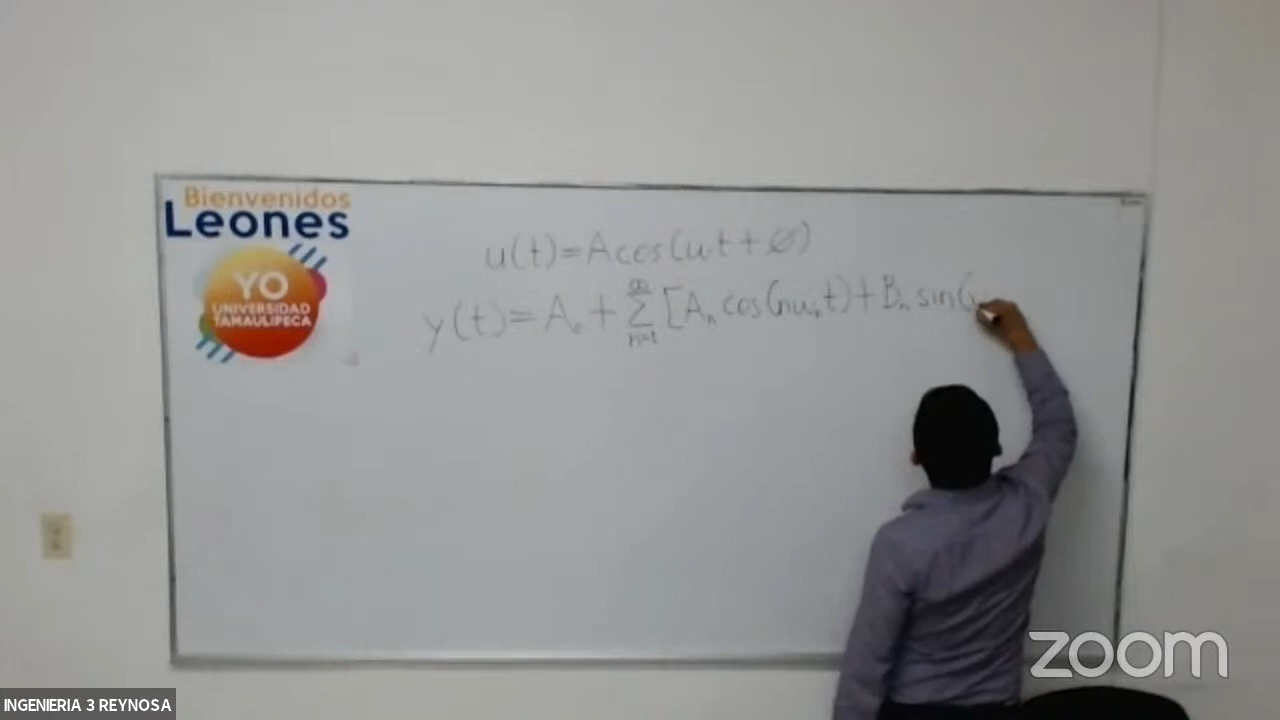 Bienvenidos
Leones
YO
UNIVERSIDAD
TAMAULIPECA
u(t)=Acos(ωt+∅)
y(t)=A₀+∑ₙ₌₁^∞[Aₙcos(nω₀t)+Bₙsin(
zoom
INGENIERIA 3 REYNOSA